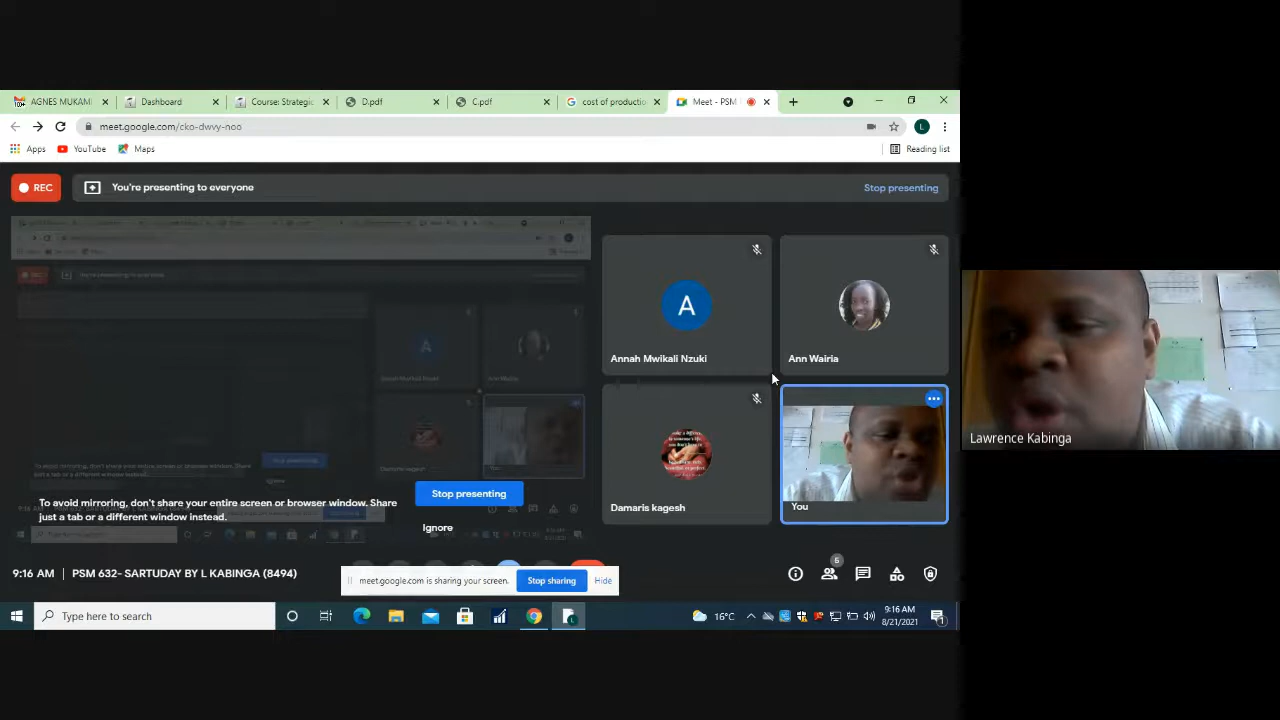 AGNES MUKAMI
Dashboard
Course: Strategic
D.pdf
C.pdf
cost of productio
Meet - PSM
meet.google.com/cko-dwvy-noo
L
Apps
YouTube
Maps
Reading list
REC
You're presenting to everyone
Stop presenting
A
Annah Mwikali Nzuki
Ann Wairia
Damaris kagesh
You
To avoid mirroring, don't share your entire screen or browser window. Share
just a tab or a different window instead.
Stop presenting
Ignore
9:16 AM | PSM 632- SARTUDAY BY L KABINGA (8494)
meet.google.com is sharing your screen.
Stop sharing
Hide
5
Type here to search
16°C
9:16 AM
8/21/2021
1
Lawrence Kabinga